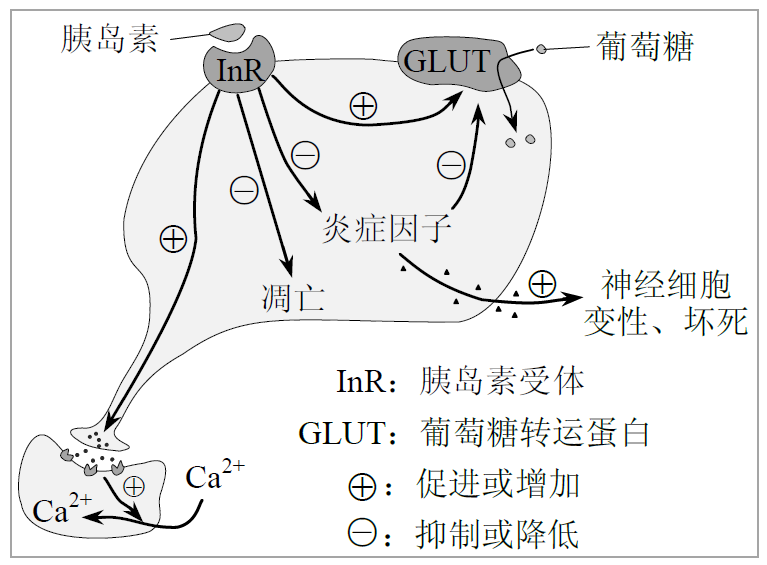 胰岛素
InR
GLUT
葡萄糖
⊕
⊖
⊖
⊖
⊕
炎症因子
凋亡
⊕
神经细胞
变性、坏死
InR：胰岛素受体
GLUT：葡萄糖转运蛋白
⊕：促进或增加
⊖：抑制或降低
Ca²⁺
⊕
Ca²⁺